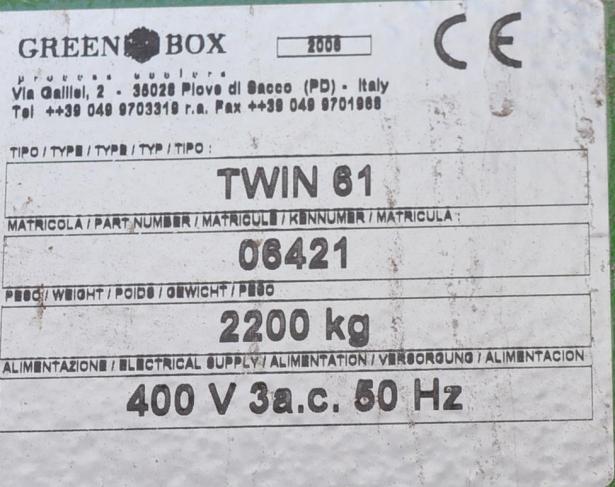 GREEN BOX
2006
CE
process coolers
Via Galilei, 2 - 35028 Piove di Sacco (PD) - Italy
Tel ++39 049 9703319 r.a. Fax ++39 049 9701968
TIPO / TYPE / TYPE / TYP / TIPO :
TWIN 61
MATRICOLA / PART NUMBER / MATRICULE / KENNUMER / MATRICULA :
06421
PESO / WEIGHT / POIDS / GEWICHT / PESO
2200 kg
ALIMENTAZIONE / ELECTRICAL SUPPLY / ALIMENTATION / VERSORGUNG / ALIMENTACION
400 V 3a.c. 50 Hz